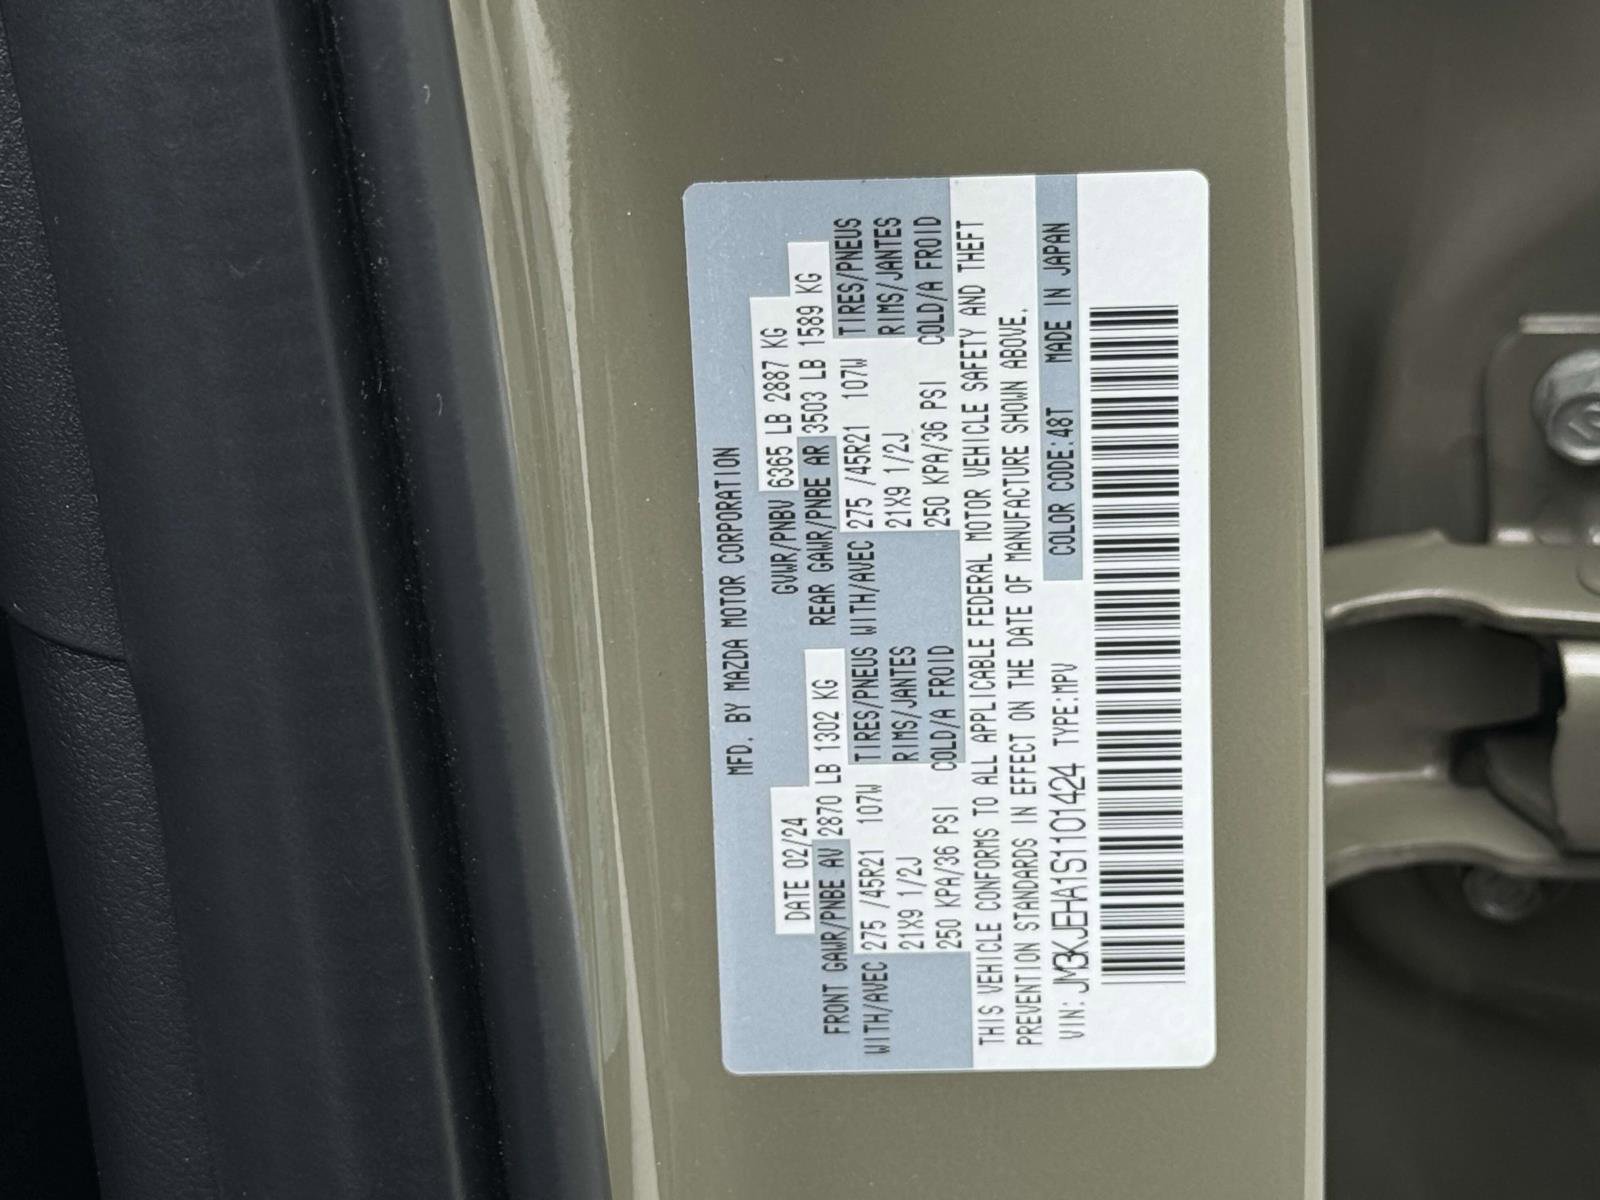 MFD. BY MAZDA MOTOR CORPORATION
DATE 02/24 GVWR/PNBV 6365 LB 2887 KG
FRONT GAWR/PNBE AV 2870 LB 1302 KG REAR GAWR/PNBE AR 3503 LB 1589 KG
WITH/AVEC 275 /45R21 107W TIRES/PNEUS WITH/AVEC 275 /45R21 107W TIRES/PNEUS
21X9 1/2J RIMS/JANTES 21X9 1/2J RIMS/JANTES
250 KPA/36 PSI COLD/A FROID 250 KPA/36 PSI COLD/A FROID
THIS VEHICLE CONFORMS TO ALL APPLICABLE FEDERAL MOTOR VEHICLE SAFETY AND THEFT
PREVENTION STANDARDS IN EFFECT ON THE DATE OF MANUFACTURE SHOWN ABOVE.
VIN: JM3KJEHA1S1101424 TYPE:MPV COLOR CODE:48T MADE IN JAPAN